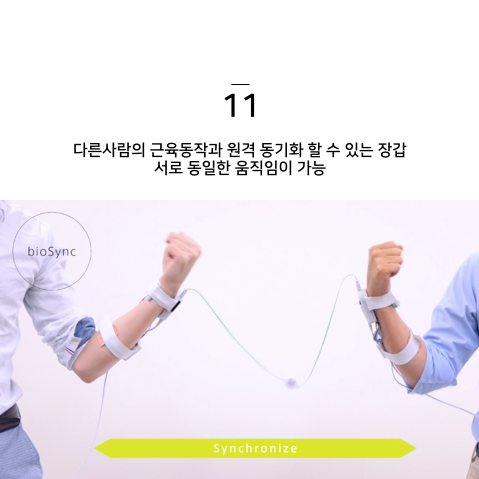 11
다른사람의 근육동작과 원격 동기화 할 수 있는 장갑
서로 동일한 움직임이 가능
bioSync
Synchronize